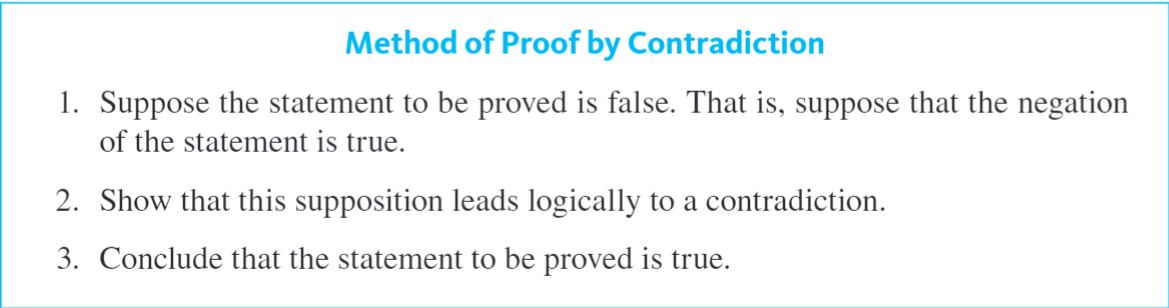 Method of Proof by Contradiction
1. Suppose the statement to be proved is false. That is, suppose that the negation
of the statement is true.
2. Show that this supposition leads logically to a contradiction.
3. Conclude that the statement to be proved is true.